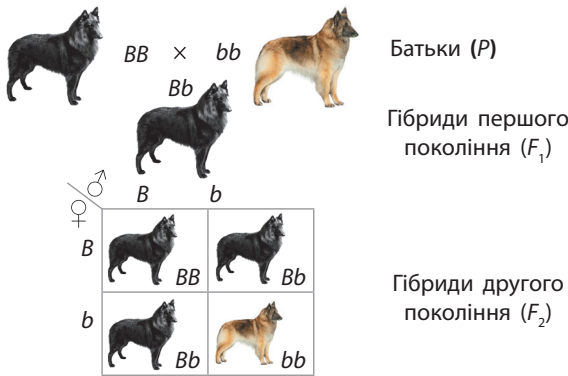 BB × bb
Батьки (P)
Bb
Гібриди першого
покоління (F₁)
♂
♀
B b
B
BB Bb
b
Bb bb
Гібриди другого
покоління (F₂)